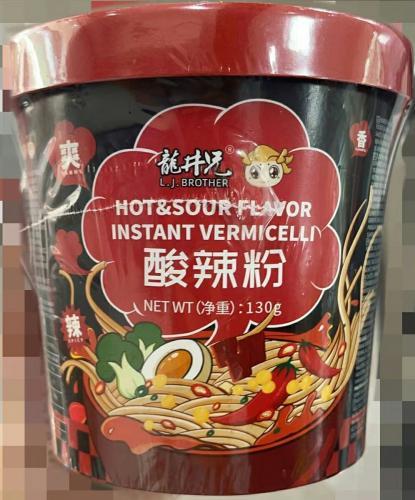 龍井兄®
L.J. BROTHER
HOT&SOUR FLAVOR
INSTANT VERMICELLI
酸辣粉
NET WT(净重):130g
爽
香
辣
SPICY